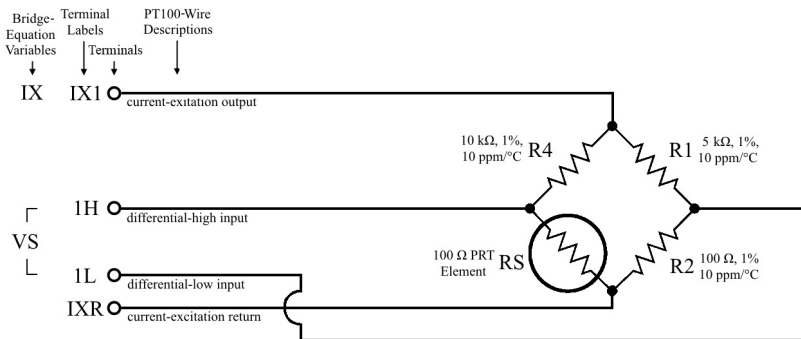 Bridge-
Equation
Variables
Terminal
Labels
Terminals
PT100-Wire
Descriptions
IX IX1 current-exitation output
10 kΩ, 1%,
10 ppm/°C
R4
R1
5 kΩ, 1%,
10 ppm/°C
1H differential-high input
VS
100 Ω PRT
Element
RS
R2
100 Ω, 1%
10 ppm/°C
1L differential-low input
IXR current-excitation return